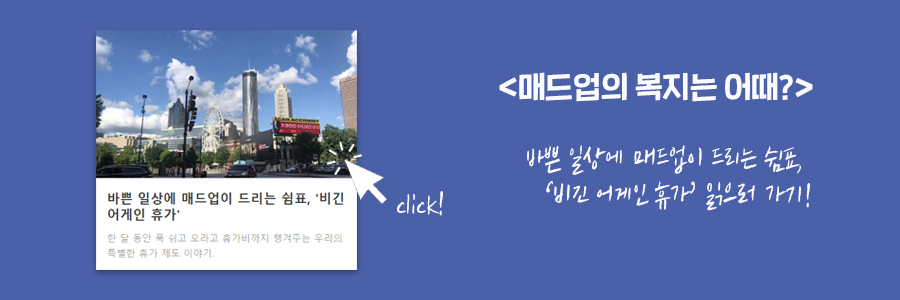 CAR ACCIDENT
바쁜 일상에 매드업이 드리는 쉼표, '비긴
어게인 휴가'
한 달 동안 푹 쉬고 오라고 휴가비까지 챙겨주는 우리의
특별한 휴가 제도 이야기.
click!
<매드업의 복지는 어때?>
바쁜 일상에 매드업이 드리는 쉼표,
'비긴 어게인 휴가' 읽으러 가기!